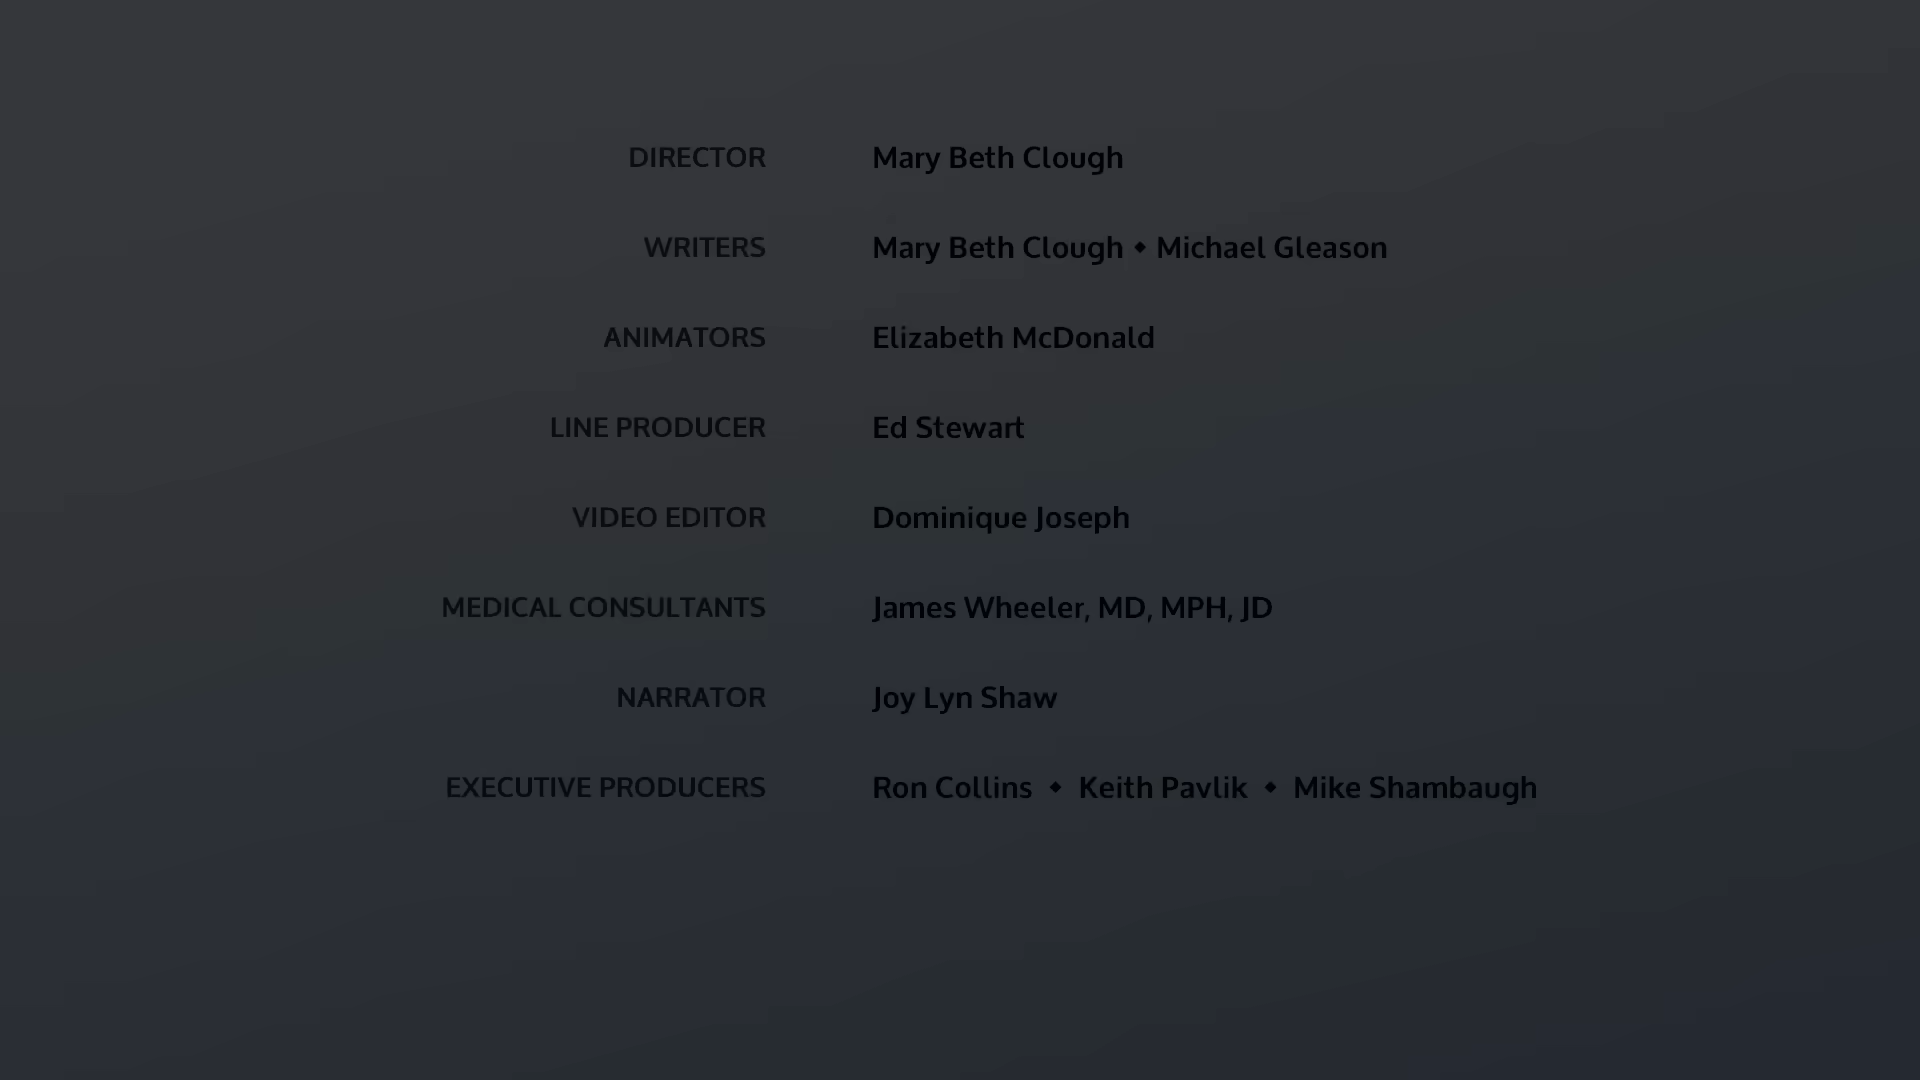 DIRECTOR Mary Beth Clough
WRITERS Mary Beth Clough ◆ Michael Gleason
ANIMATORS Elizabeth McDonald
LINE PRODUCER Ed Stewart
VIDEO EDITOR Dominique Joseph
MEDICAL CONSULTANTS James Wheeler, MD, MPH, JD
NARRATOR Joy Lyn Shaw
EXECUTIVE PRODUCERS Ron Collins ◆ Keith Pavlik ◆ Mike Shambaugh